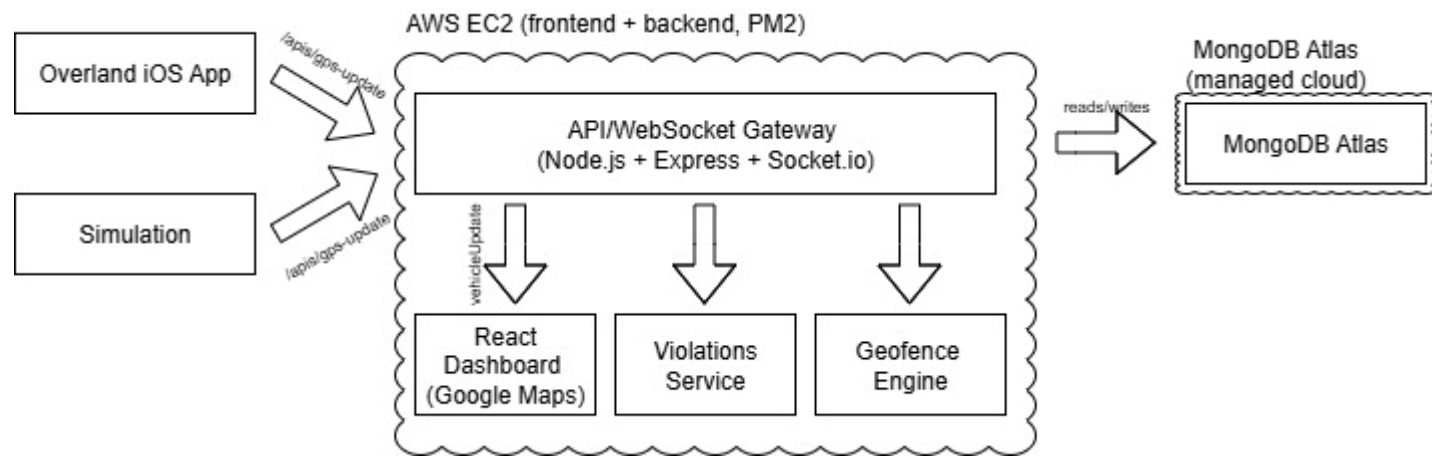 AWS EC2 (frontend + backend, PM2)
MongoDB Atlas
(managed cloud)
Overland iOS App
/apis/gps-update
API/WebSocket Gateway
(Node.js + Express + Socket.io)
reads/writes
MongoDB Atlas
Simulation
/apis/gps-update
vehicleUpdate
React
Dashboard
(Google Maps)
Violations
Service
Geofence
Engine